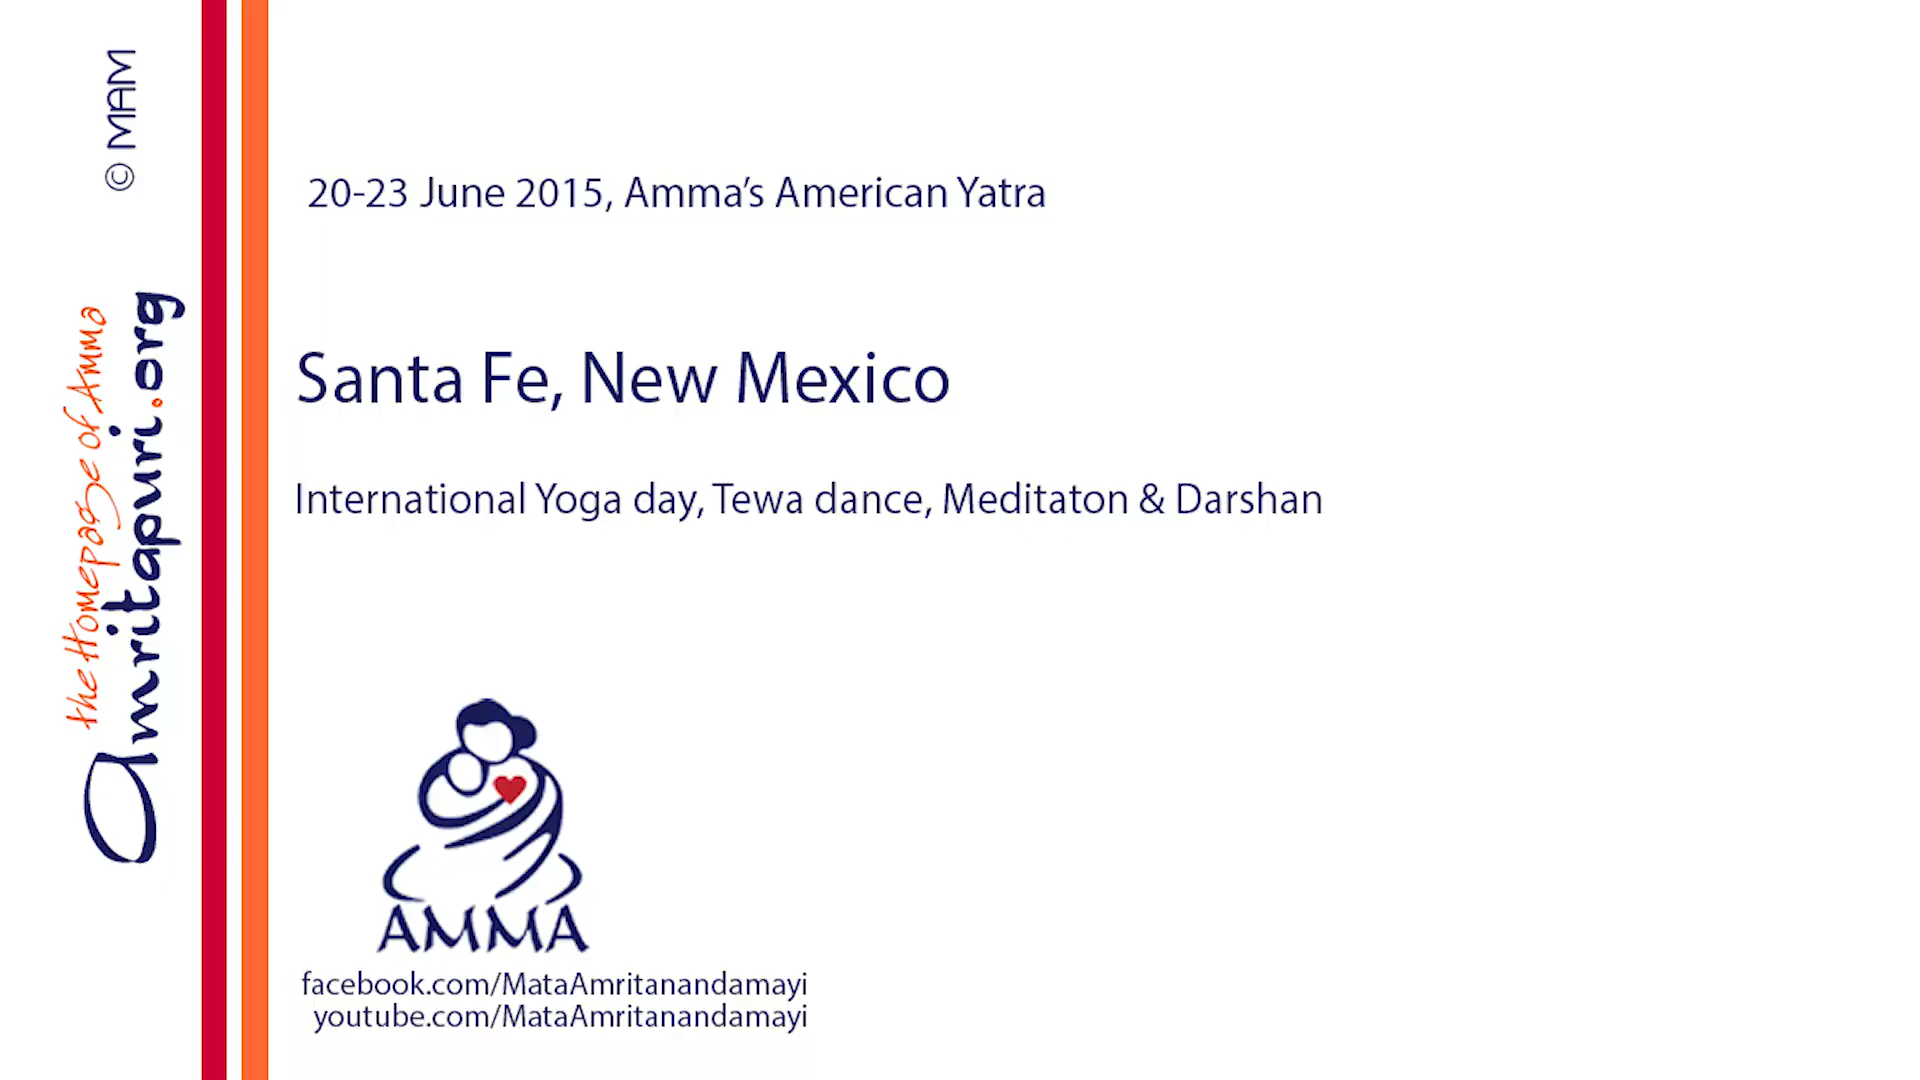 © MAM
the Homepage of Amma
amritapuri.org
20-23 June 2015, Amma’s American Yatra
Santa Fe, New Mexico
International Yoga day, Tewa dance, Meditaton & Darshan
AMMA
facebook.com/MataAmritanandamayi
youtube.com/MataAmritanandamayi